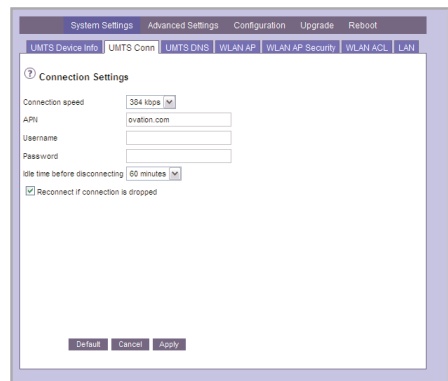 System Settings Advanced Settings Configuration Upgrade Reboot
UMTS Device Info UMTS Conn UMTS DNS WLAN AP WLAN AP Security WLAN ACL LAN
? Connection Settings
Connection speed 384 kbps
APN ovation.com
Username
Password
Idle time before disconnecting 60 minutes
Reconnect if connection is dropped
Default Cancel Apply